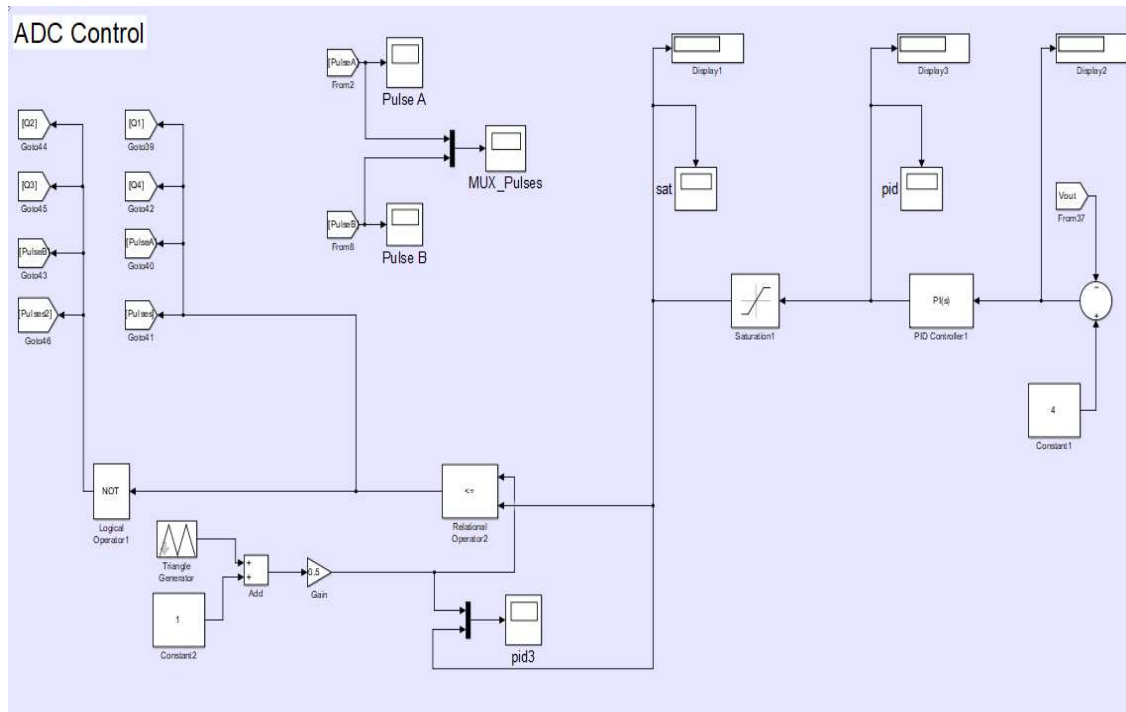 ADC Control
[PulseA]
From2
Pulse A
Display1
Display3
Display2
[Q2]
Goto44
[Q1]
Goto39
MUX_Pulses
[Q3]
Goto45
[Q4]
Goto42
sat
pid
Vout
From37
[PulseB]
From8
Pulse B
[PulseB]
Goto43
[PulseA]
Goto40
[Pulses2]
Goto46
[Pulses]
Goto41
Saturation1
PI(s)
PID Controller1
-
+
4
Constant1
NOT
Logical
Operator1
<=
Relational
Operator2
Triangle
Generator
+
+
Add
0.5
Gain
1
Constant2
pid3